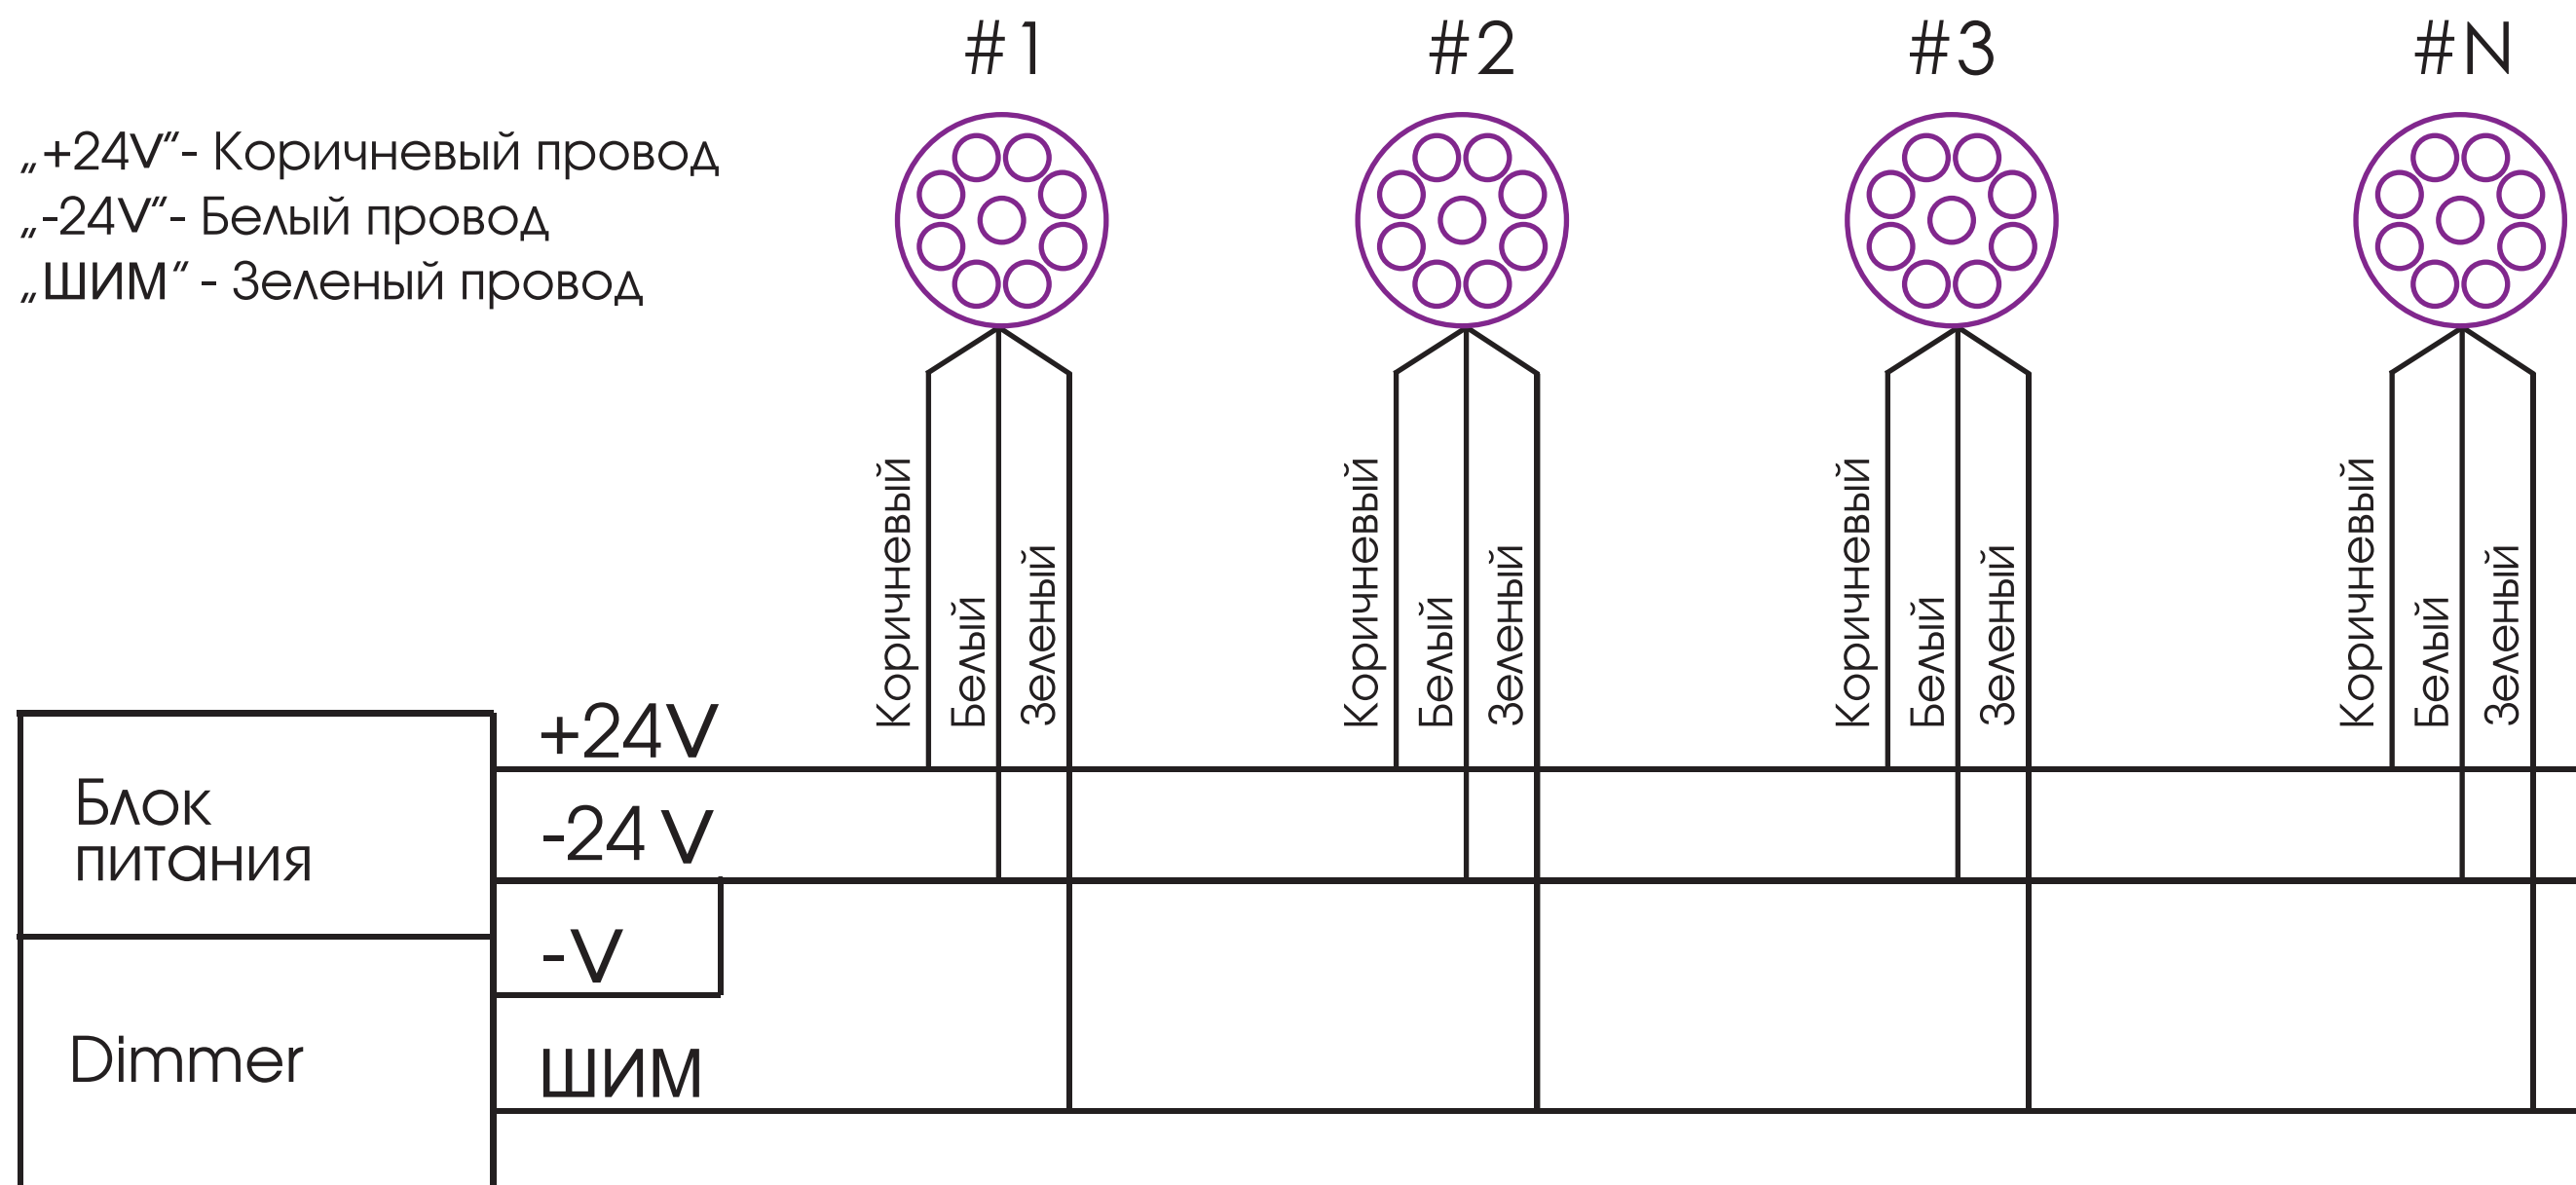 #1 #2 #3 #N
„+24V”- Коричневый провод
„-24V”- Белый провод
„ШИМ” - Зеленый провод
Коричневый
Белый
Зеленый
Коричневый
Белый
Зеленый
Коричневый
Белый
Зеленый
Коричневый
Белый
Зеленый
Блок
питания
+24V
-24 V
-V
Dimmer
ШИМ